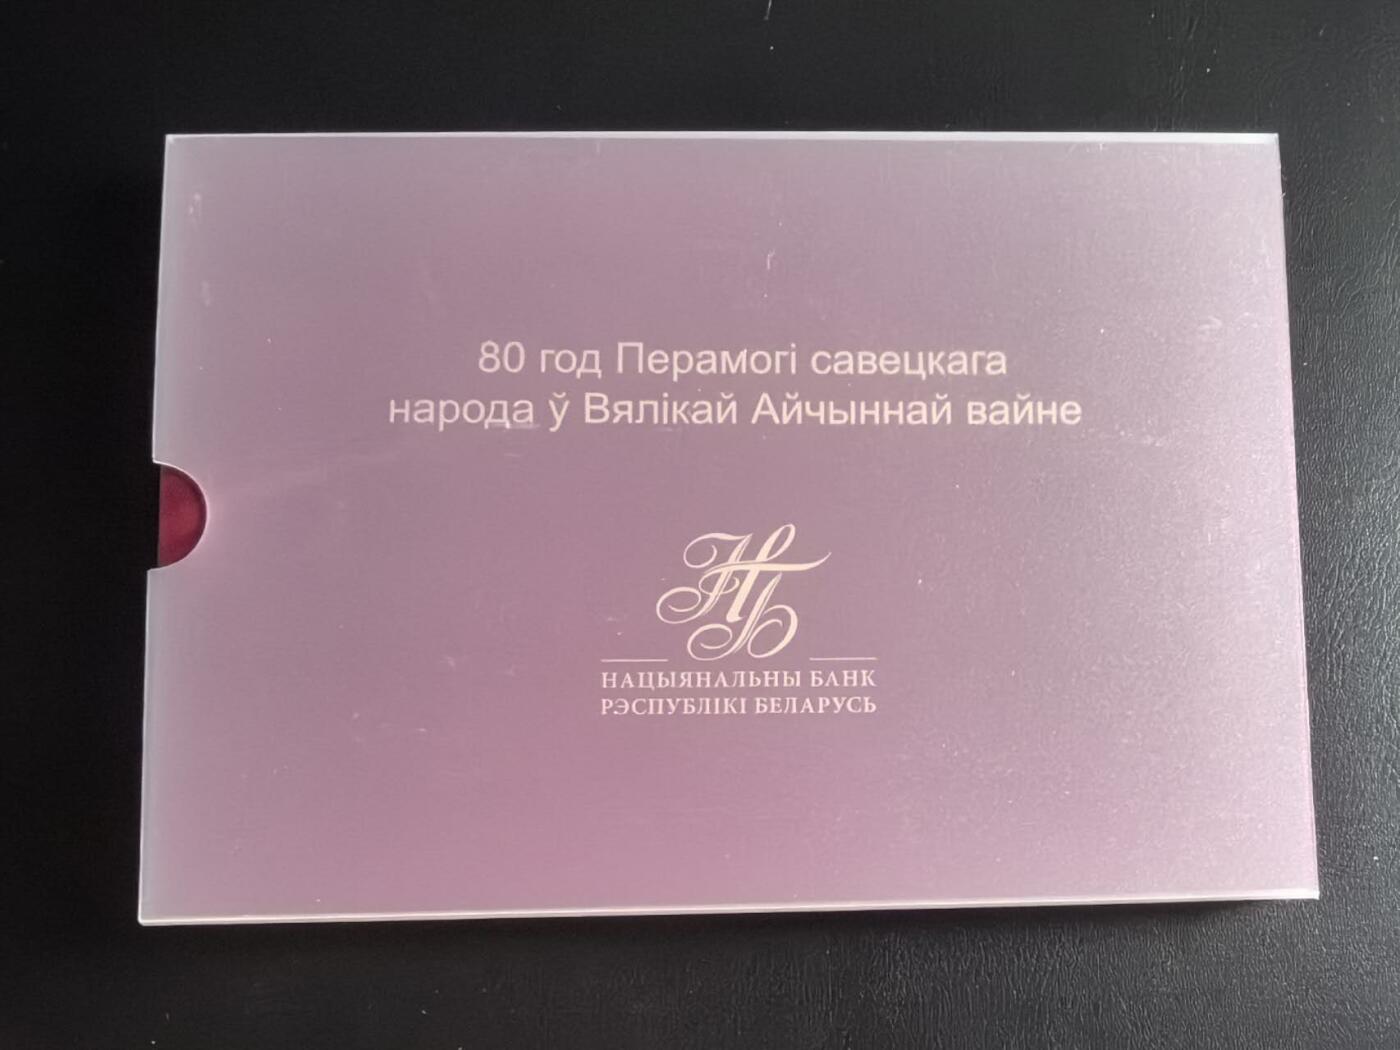 80 год Перамогі савецкага
народа ў Вялікай Айчыннай вайне
НБ
НАЦЫЯНАЛЬНЫ БАНК
РЭСПУБЛІКІ БЕЛАРУСЬ